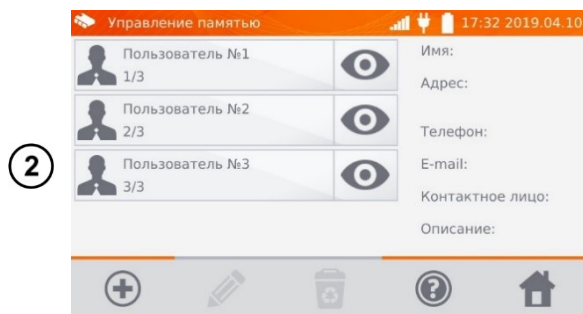 Управление памятью 17:32 2019.04.10
Пользователь №1
1/3
Пользователь №2
2/3
Пользователь №3
3/3
Имя:
Адрес:
Телефон:
E-mail:
Контактное лицо:
Описание:
2